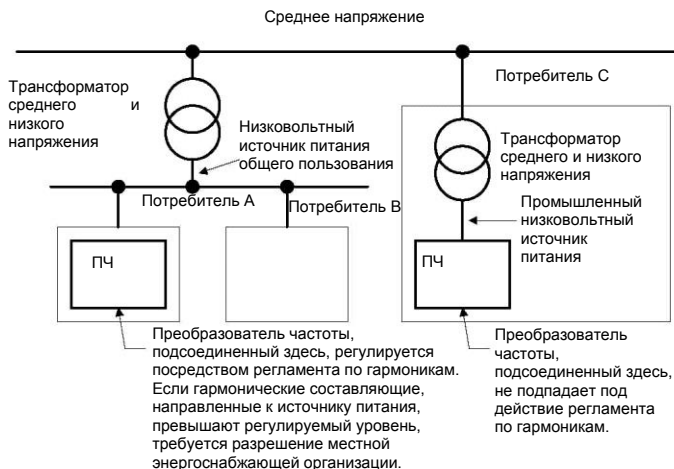 Среднее напряжение
Потребитель С
Трансформатор
среднего и
низкого
напряжения
Низковольтный
источник питания
общего пользования
Трансформатор
среднего и низкого
напряжения
Потребитель А
Потребитель В
Промышленный
низковольтный
источник
питания
ПЧ
ПЧ
Преобразователь частоты,
подсоединенный здесь, регулируется
посредством регламента по гармоникам.
Если гармонические составляющие,
направленные к источнику питания,
превышают регулируемый уровень,
требуется разрешение местной
энергоснабжающей организации.
Преобразователь
частоты,
подсоединенный здесь,
не подпадает под
действие регламента
по гармоникам.